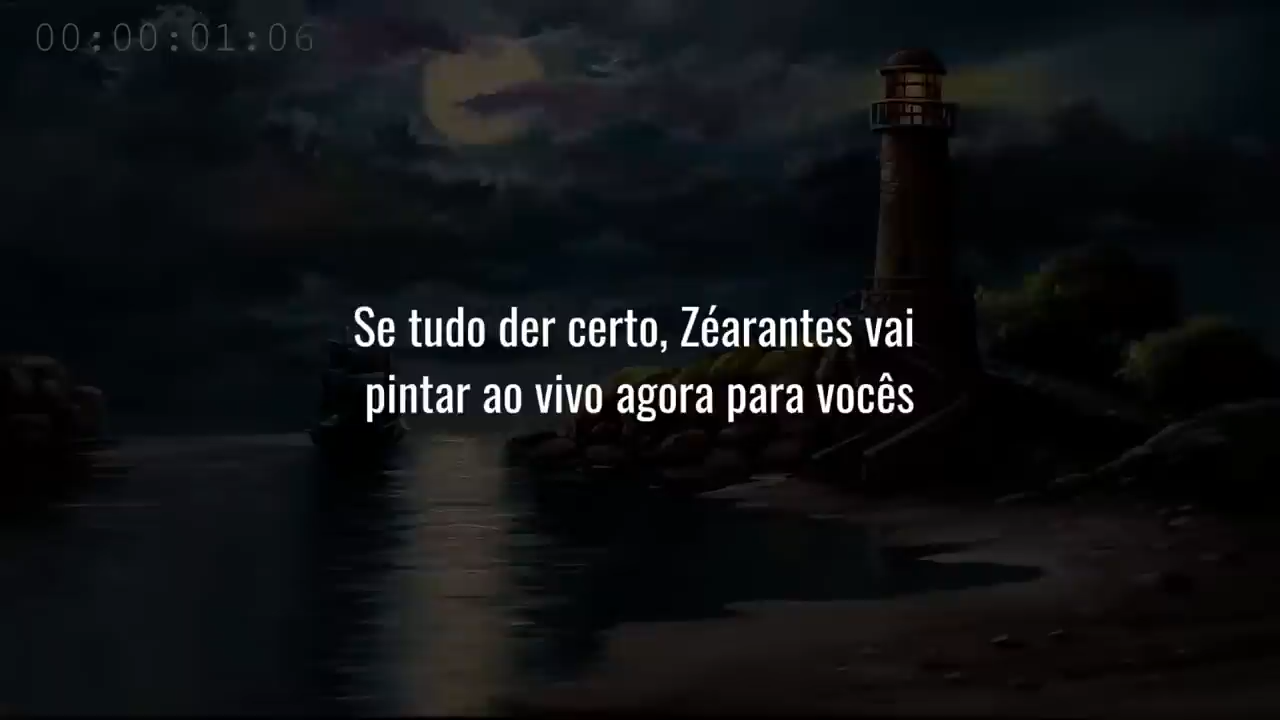 00:00:01:06
Se tudo der certo, Zéarantes vai
pintar ao vivo agora para vocês